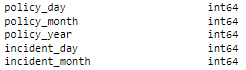 policy_day int64
policy_month int64
policy_year int64
incident_day int64
incident_month int64